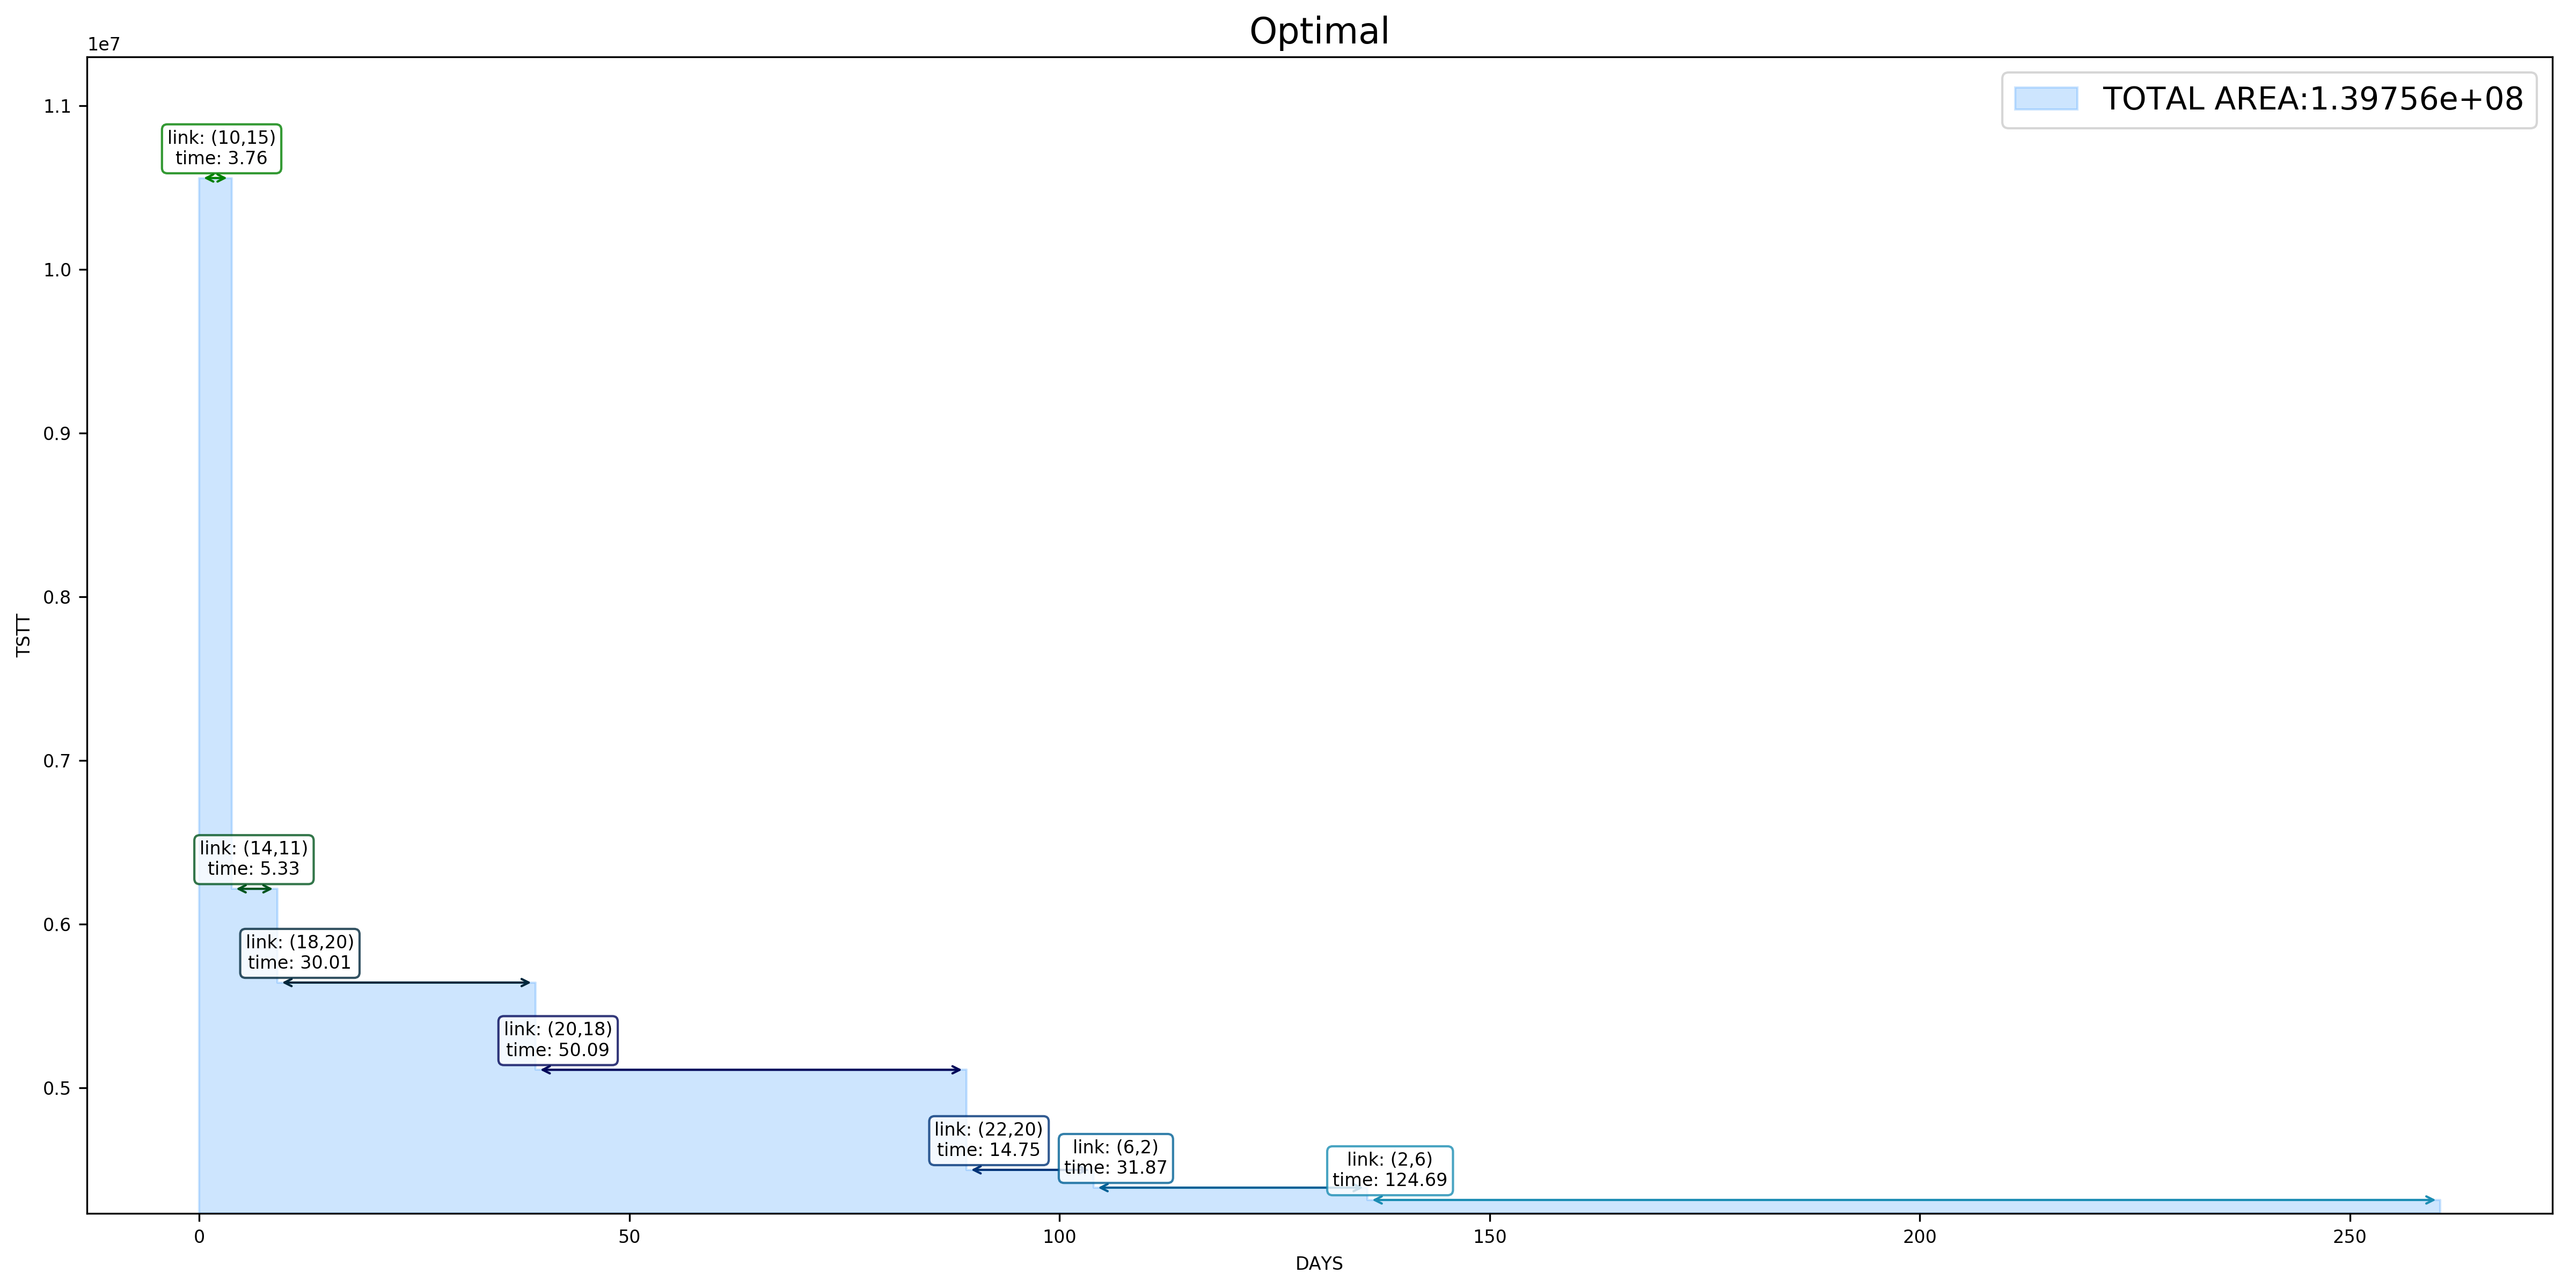 Optimal
1e7
TOTAL AREA:1.39756e+08
1.1
1.0
0.9
0.8
0.7
0.6
0.5
TSTT
link: (10,15)
time: 3.76
link: (14,11)
time: 5.33
link: (18,20)
time: 30.01
link: (20,18)
time: 50.09
link: (22,20)
time: 14.75
link: (6,2)
time: 31.87
link: (2,6)
time: 124.69
0
50
100
150
200
250
DAYS